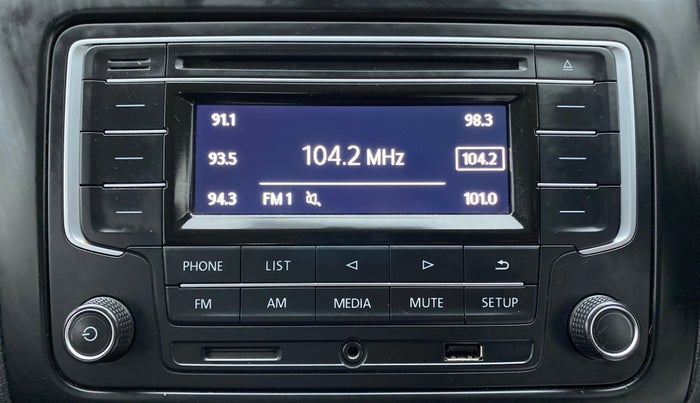 91.1
98.3
93.5
104.2 MHz
104.2
94.3
FM 1
101.0
PHONE
LIST
FM
AM
MEDIA
MUTE
SETUP